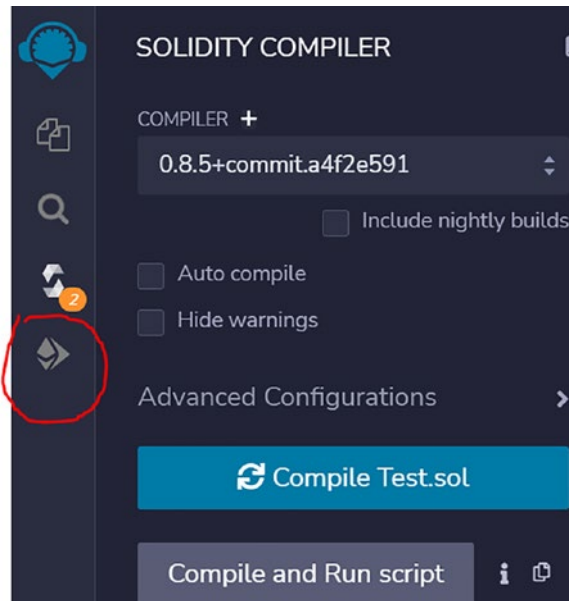 SOLIDITY COMPILER
COMPILER +
0.8.5+commit.a4f2e591
Include nightly builds
Auto compile
2
Hide warnings
Advanced Configurations
Compile Test.sol
Compile and Run script